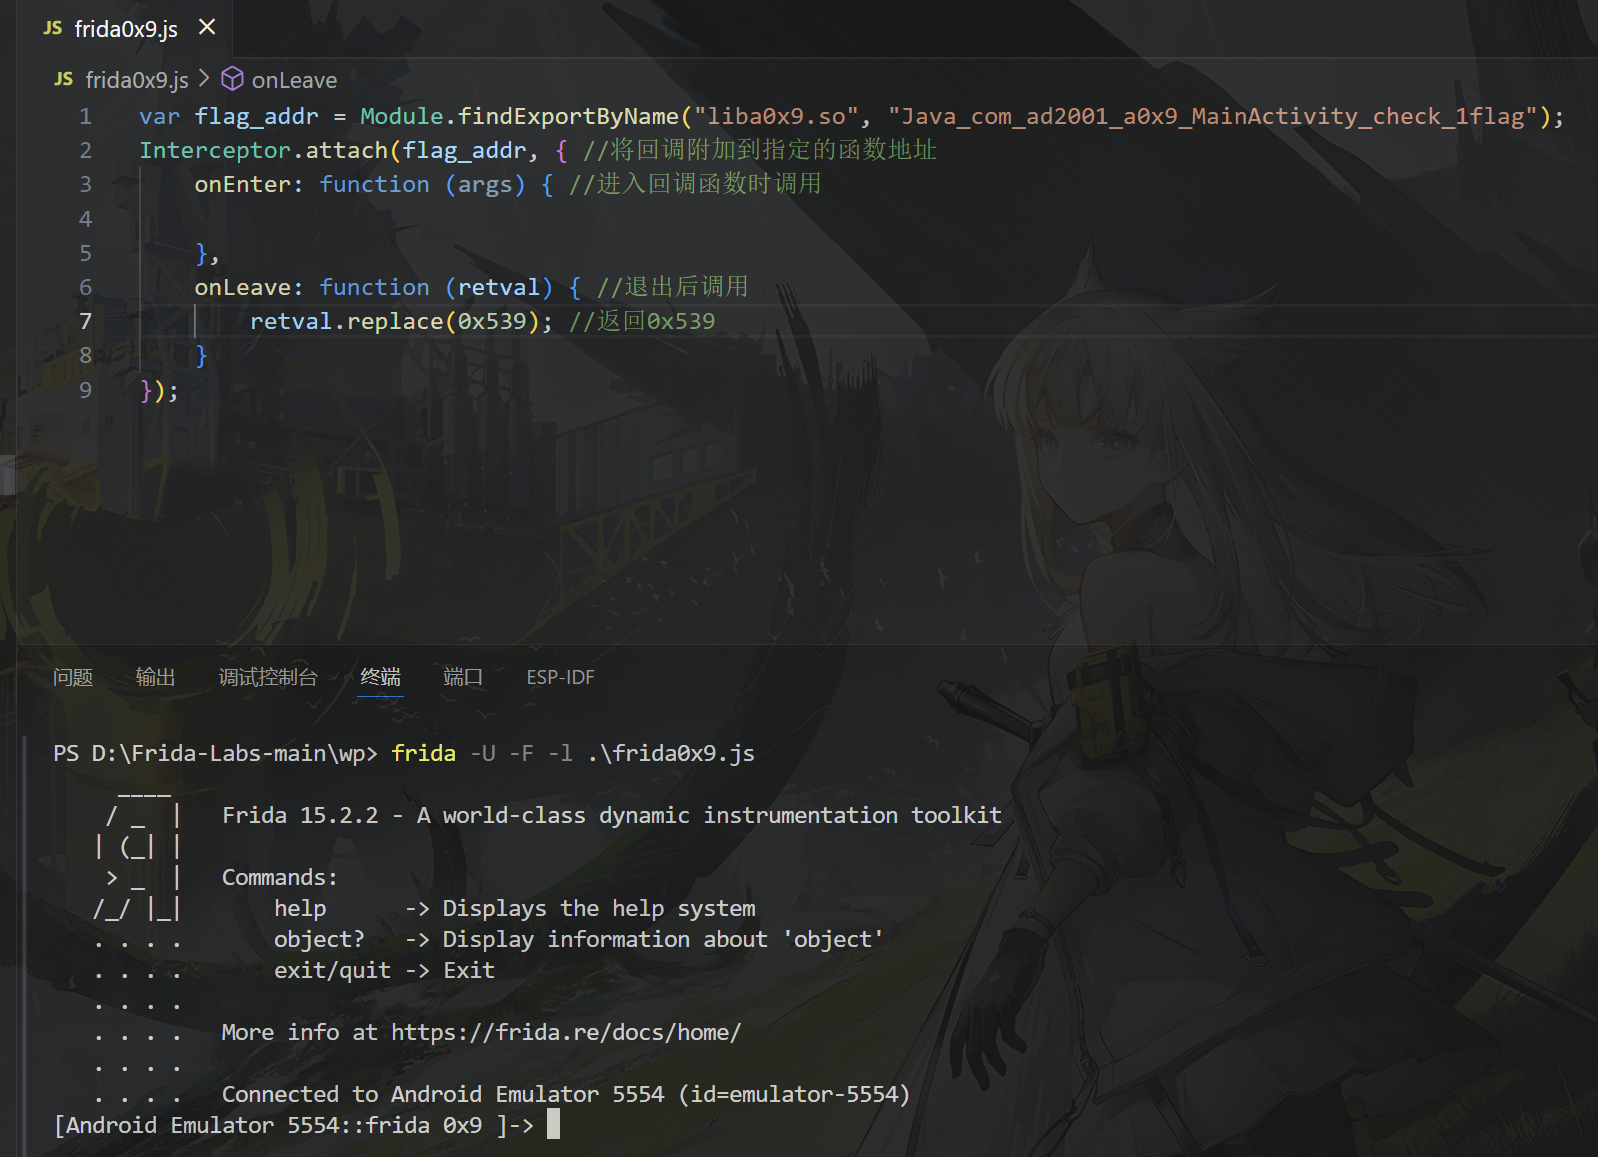 JS frida0x9.js ×
JS frida0x9.js > onLeave
1 var flag_addr = Module.findExportByName("liba0x9.so", "Java_com_ad2001_a0x9_MainActivity_check_1flag");
2 Interceptor.attach(flag_addr, { //将回调附加到指定的函数地址
3     onEnter: function (args) { //进入回调函数时调用
4
5     },
6     onLeave: function (retval) { //退出后调用
7         retval.replace(0x539); //返回0x539
8     }
9 });
问题 输出 调试控制台 终端 端口 ESP-IDF
PS D:\Frida-Labs-main\wp> frida -U -F -l .\frida0x9.js
     ____
    / _  |   Frida 15.2.2 - A world-class dynamic instrumentation toolkit
   | (_| |
    > _  |   Commands:
   /_/ |_|       help      -> Displays the help system
   . . . .       object?   -> Display information about 'object'
   . . . .       exit/quit -> Exit
   . . . .
   . . . .   More info at https://frida.re/docs/home/
   . . . .
   . . . .   Connected to Android Emulator 5554 (id=emulator-5554)
[Android Emulator 5554::frida 0x9 ]->